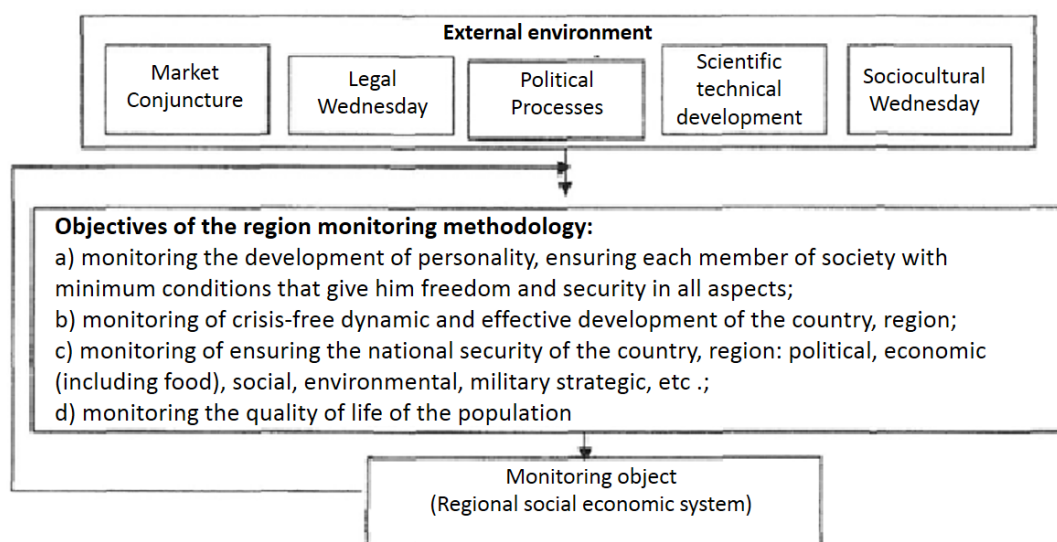 External environment
Market
Conjuncture
Legal
Wednesday
Political
Processes
Scientific
technical
development
Sociocultural
Wednesday
Objectives of the region monitoring methodology:
a) monitoring the development of personality, ensuring each member of society with
minimum conditions that give him freedom and security in all aspects;
b) monitoring of crisis-free dynamic and effective development of the country, region;
c) monitoring of ensuring the national security of the country, region: political, economic
(including food), social, environmental, military strategic, etc .;
d) monitoring the quality of life of the population
Monitoring object
(Regional social economic system)